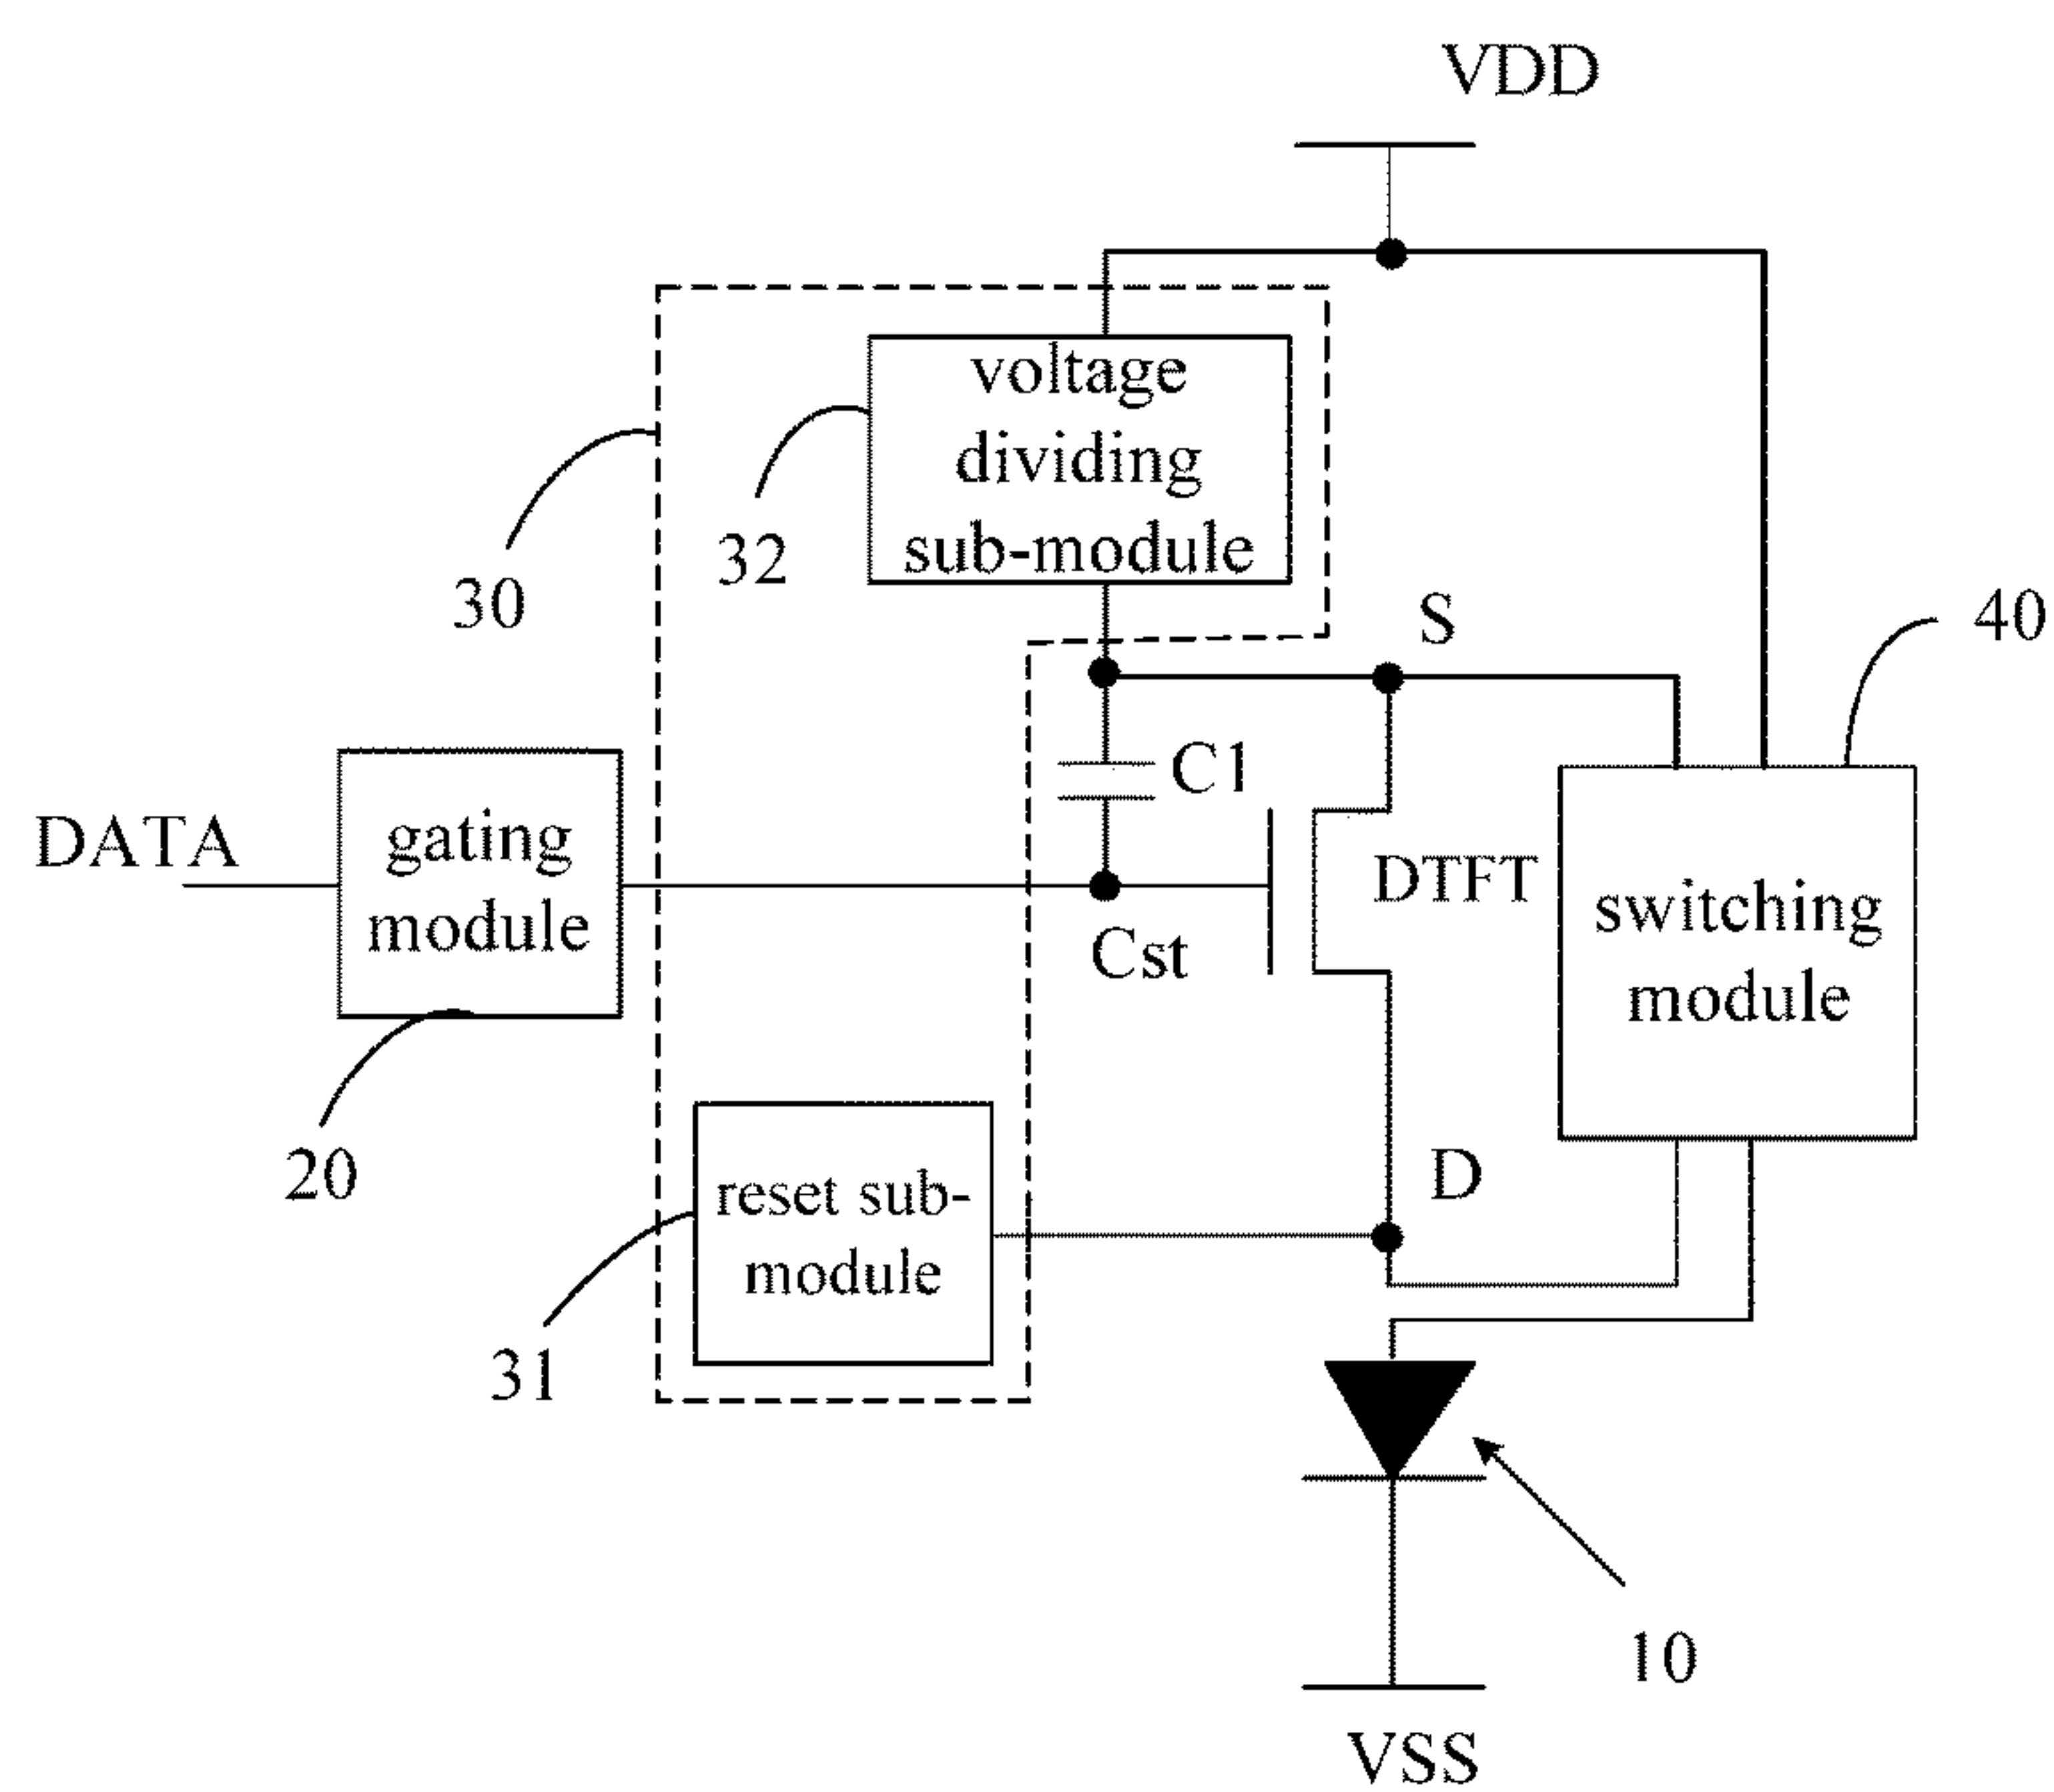 VDD
voltage
dividing
sub-module
32
30
S
40
C1
DATA
gating
module
DTFT
switching
module
Cst
20
D
reset sub-
module
31
10
VSS